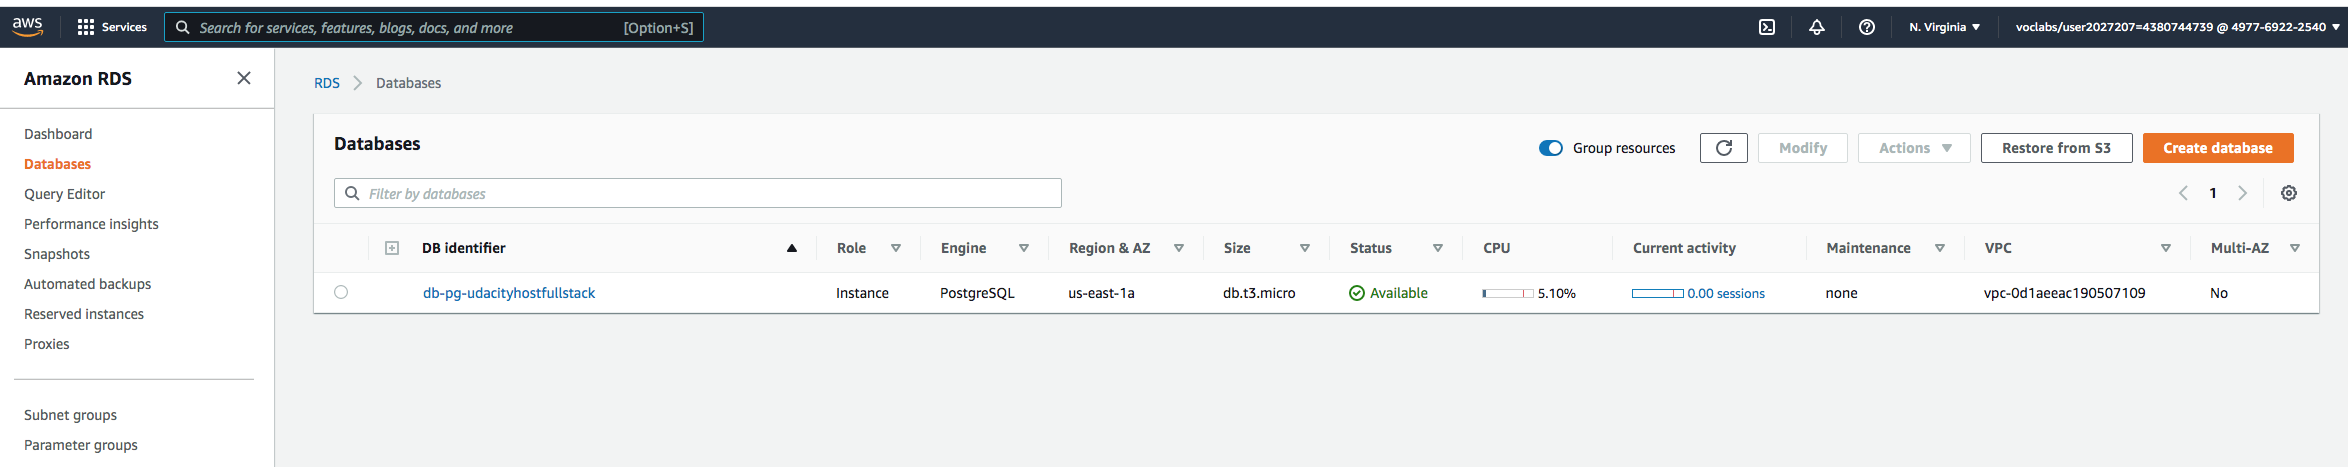 aws Services Search for services, features, blogs, docs, and more [Option+S] N. Virginia voclabs/user2027207=4380744739 @ 4977-6922-2540
Amazon RDS
Dashboard
Databases
Query Editor
Performance insights
Snapshots
Automated backups
Reserved instances
Proxies
Subnet groups
Parameter groups
RDS Databases
Databases Group resources Modify Actions Restore from S3 Create database
Filter by databases 1
DB identifier Role Engine Region & AZ Size Status CPU Current activity Maintenance VPC Multi-AZ
db-pg-udacityhostfullstack Instance PostgreSQL us-east-1a db.t3.micro Available 5.10% 0.00 sessions none vpc-0d1aeeac190507109 No